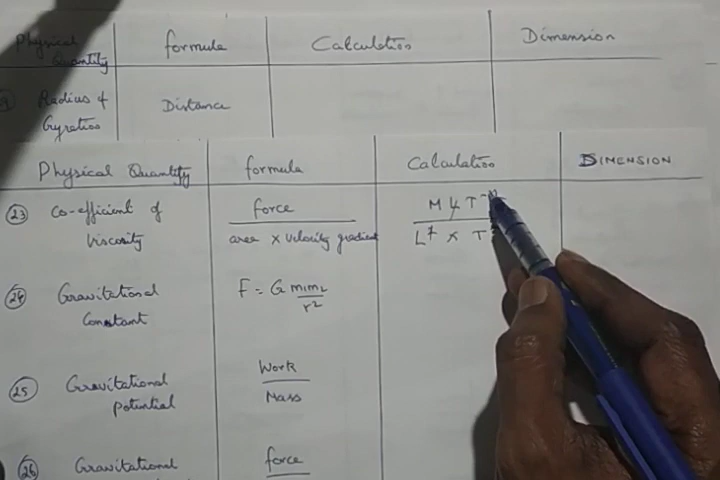 Physical Quantity formula Calculation Dimension
Radius of Gyration Distance
Physical Quantity formula Calculation DIMENSION
23 Co-efficient of Viscosity force / area × velocity gradient
24 Gravitational Constant F = G m1m2 / r²
25 Gravitational potential Work / Mass
26 Gravitational force